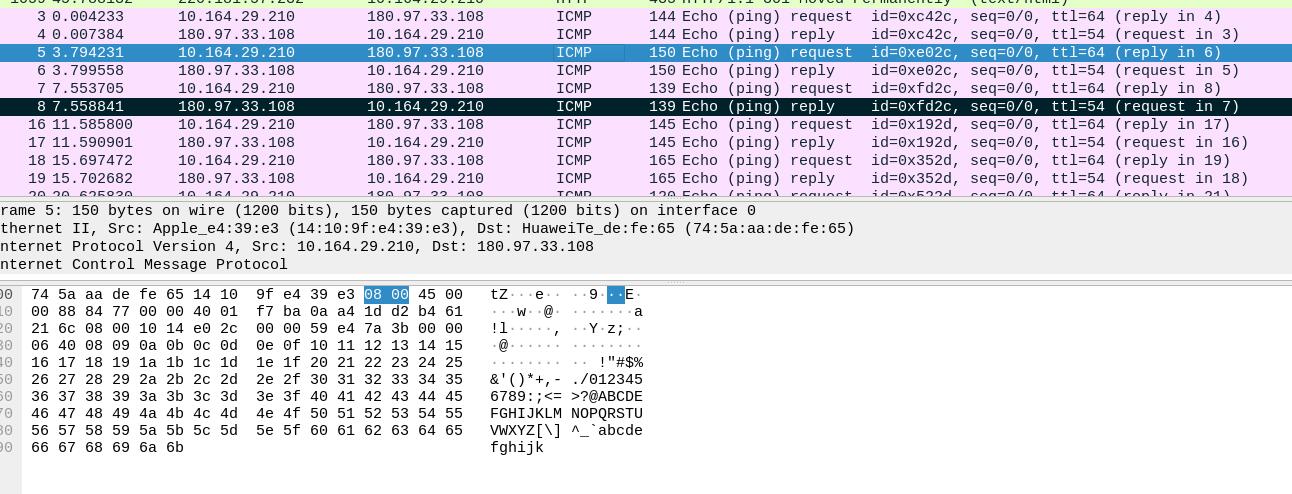 3 0.004233 10.164.29.210 180.97.33.108 ICMP 144 Echo (ping) request id=0xc42c, seq=0/0, ttl=64 (reply in 4)
4 0.007384 180.97.33.108 10.164.29.210 ICMP 144 Echo (ping) reply id=0xc42c, seq=0/0, ttl=54 (request in 3)
5 3.794231 10.164.29.210 180.97.33.108 ICMP 150 Echo (ping) request id=0xe02c, seq=0/0, ttl=64 (reply in 6)
6 3.799558 180.97.33.108 10.164.29.210 ICMP 150 Echo (ping) reply id=0xe02c, seq=0/0, ttl=54 (request in 5)
7 7.553705 10.164.29.210 180.97.33.108 ICMP 139 Echo (ping) request id=0xfd2c, seq=0/0, ttl=64 (reply in 8)
8 7.558841 180.97.33.108 10.164.29.210 ICMP 139 Echo (ping) reply id=0xfd2c, seq=0/0, ttl=54 (request in 7)
16 11.585800 10.164.29.210 180.97.33.108 ICMP 145 Echo (ping) request id=0x192d, seq=0/0, ttl=64 (reply in 17)
17 11.590901 180.97.33.108 10.164.29.210 ICMP 145 Echo (ping) reply id=0x192d, seq=0/0, ttl=54 (request in 16)
18 15.697472 10.164.29.210 180.97.33.108 ICMP 165 Echo (ping) request id=0x352d, seq=0/0, ttl=64 (reply in 19)
19 15.702682 180.97.33.108 10.164.29.210 ICMP 165 Echo (ping) reply id=0x352d, seq=0/0, ttl=54 (request in 18)
rame 5: 150 bytes on wire (1200 bits), 150 bytes captured (1200 bits) on interface 0
thernet II, Src: Apple_e4:39:e3 (14:10:9f:e4:39:e3), Dst: HuaweiTe_de:fe:65 (74:5a:aa:de:fe:65)
nternet Protocol Version 4, Src: 10.164.29.210, Dst: 180.97.33.108
nternet Control Message Protocol
00 74 5a aa de fe 65 14 10 9f e4 39 e3 08 00 45 00 tZ···e·· ··9···E·
10 00 88 84 77 00 00 40 01 f7 ba 0a a4 1d d2 b4 61 ···w··@· ·······a
20 21 6c 08 00 10 14 e0 2c 00 00 59 e4 7a 3b 00 00 !l·····, ··Y·z;··
30 06 40 08 09 0a 0b 0c 0d 0e 0f 10 11 12 13 14 15 ·@······ ········
40 16 17 18 19 1a 1b 1c 1d 1e 1f 20 21 22 23 24 25 ········ ·· !"#$%
50 26 27 28 29 2a 2b 2c 2d 2e 2f 30 31 32 33 34 35 &'()*+,- ./012345
60 36 37 38 39 3a 3b 3c 3d 3e 3f 40 41 42 43 44 45 6789:;<= >?@ABCDE
70 46 47 48 49 4a 4b 4c 4d 4e 4f 50 51 52 53 54 55 FGHIJKLM NOPQRSTU
80 56 57 58 59 5a 5b 5c 5d 5e 5f 60 61 62 63 64 65 VWXYZ[\] ^_`abcde
90 66 67 68 69 6a 6b fghijk